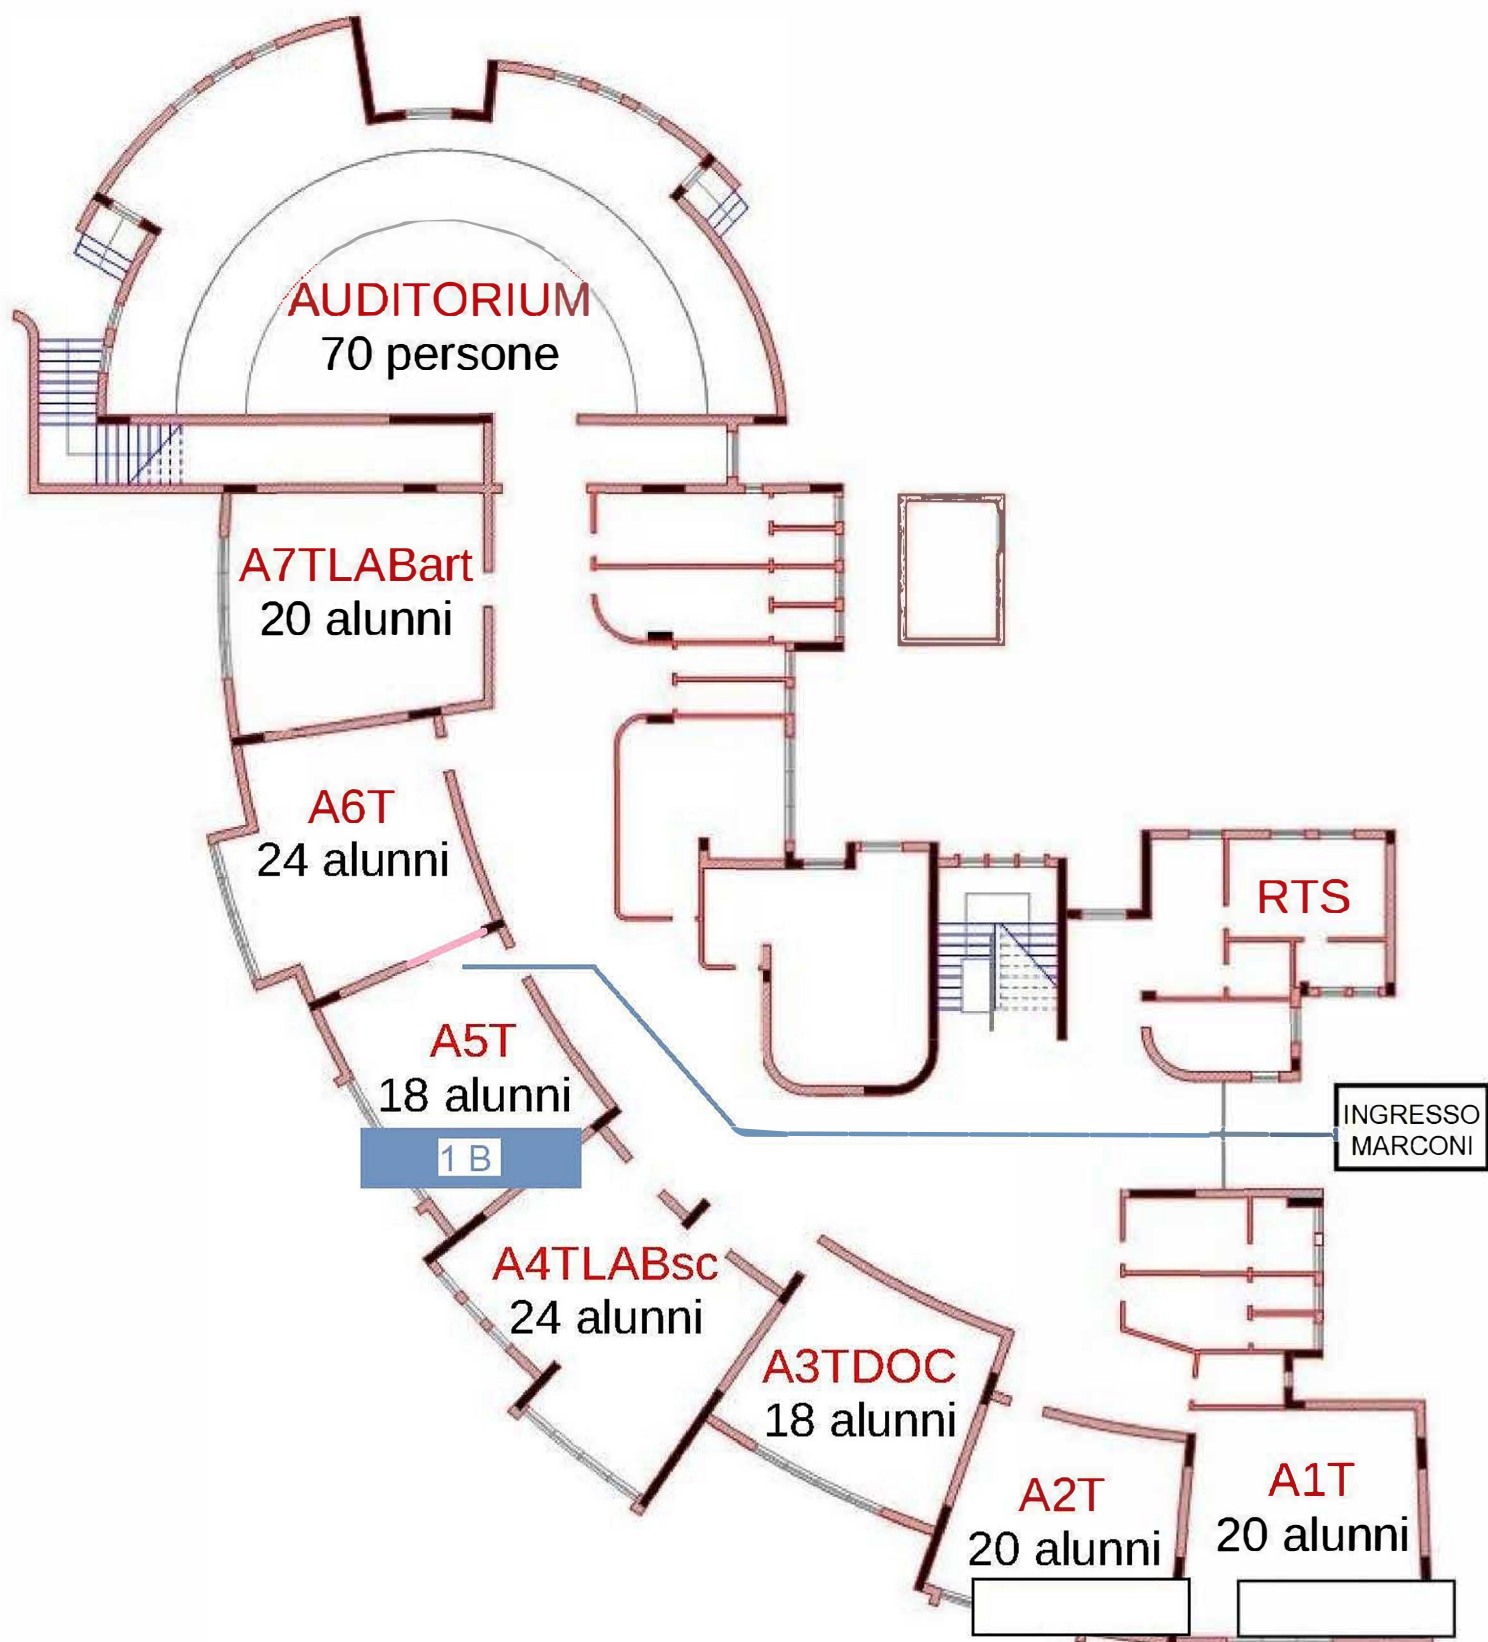 AUDITORIUM
70 persone
A7TLABart
20 alunni
A6T
24 alunni
RTS
A5T
18 alunni
1 B
INGRESSO
MARCONI
A4TLABsc
24 alunni
A3TDOC
18 alunni
A2T
20 alunni
A1T
20 alunni